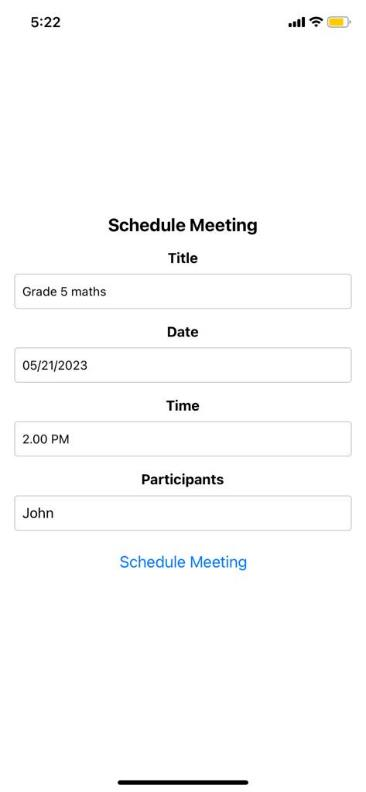 5:22
Schedule Meeting
Title
Grade 5 maths
Date
05/21/2023
Time
2.00 PM
Participants
John
Schedule Meeting